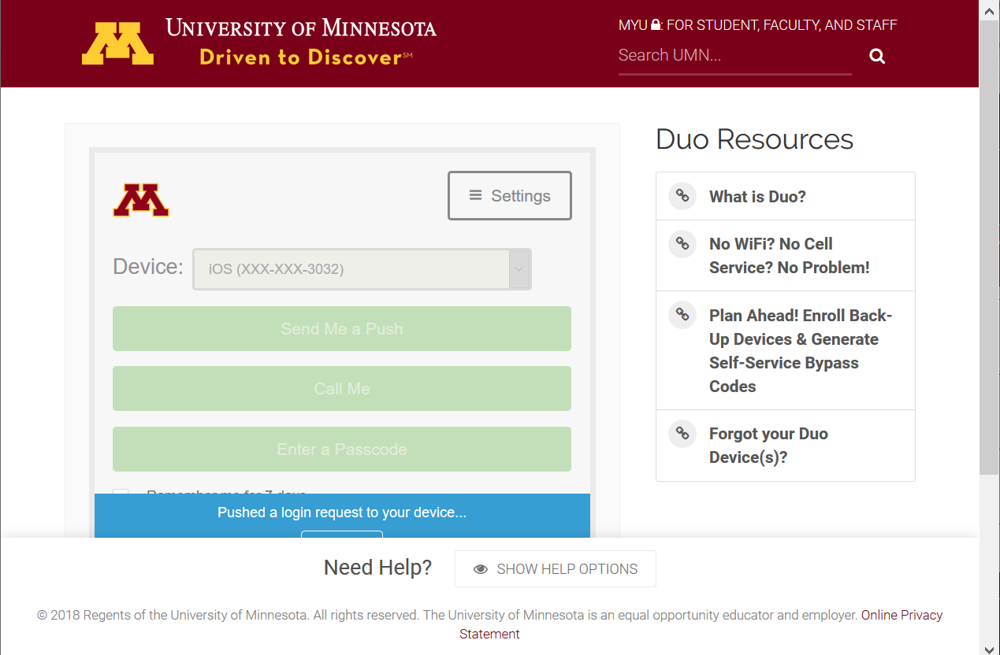 UNIVERSITY OF MINNESOTA
Driven to Discover℠
MYU : FOR STUDENT, FACULTY, AND STAFF
Search UMN...
Settings
Device:
iOS (XXX-XXX-3032)
Send Me a Push
Call Me
Enter a Passcode
Remember me for 7 days
Pushed a login request to your device...
Duo Resources
What is Duo?
No WiFi? No Cell
Service? No Problem!
Plan Ahead! Enroll Back-
Up Devices & Generate
Self-Service Bypass
Codes
Forgot your Duo
Device(s)?
Need Help?
SHOW HELP OPTIONS
© 2018 Regents of the University of Minnesota. All rights reserved. The University of Minnesota is an equal opportunity educator and employer. Online Privacy
Statement